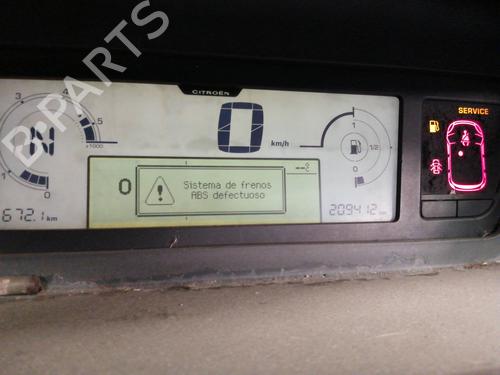 B-PARTS
CITROËN
SERVICE
3
4
5
x1000
N
1
0
0
km/h
1
1/2
0
0
Sistema de frenos
ABS defectuoso
672.1 km
209412 km